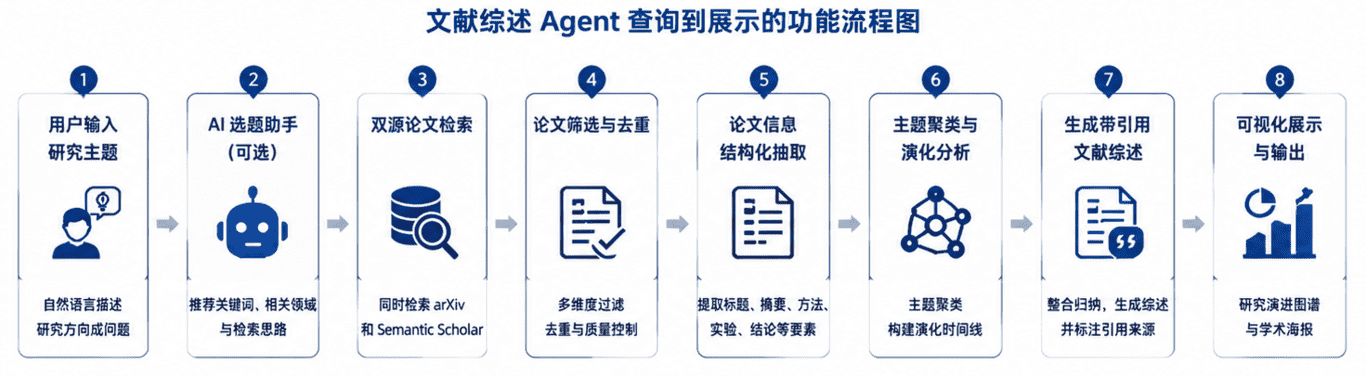 文献综述 Agent 查询到展示的功能流程图
1
用户输入
研究主题
自然语言描述
研究方向成问题
2
AI 选题助手
(可选)
推荐关键词、相关领域
与检索思路
3
双源论文检索
同时检索 arXiv
和 Semantic Scholar
4
论文筛选与去重
多维度过滤
去重与质量控制
5
论文信息
结构化抽取
提取标题、摘要、方法、
实验、结论等要素
6
主题聚类与
演化分析
主题聚类
构建演化时间线
7
生成带引用
文献综述
整合归纳，生成综述
并标注引用来源
8
可视化展示
与输出
研究演进图谱
与学术海报